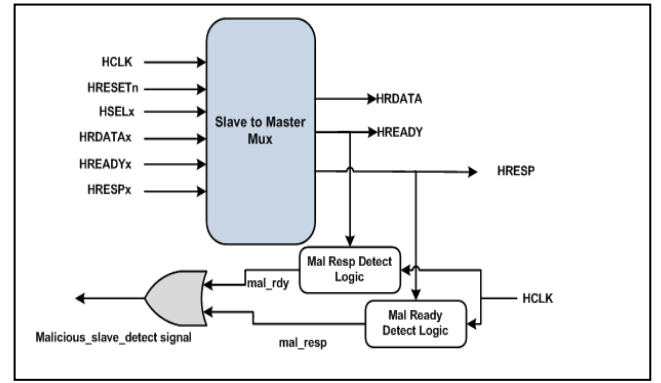 HCLK
HRESETn
HSELx
HRDATAx
HREADYx
HRESPx
Slave to Master
Mux
HRDATA
HREADY
HRESP
Mal Resp Detect
Logic
mal_rdy
HCLK
Mal Ready
Detect Logic
Malicious_slave_detect signal
mal_resp